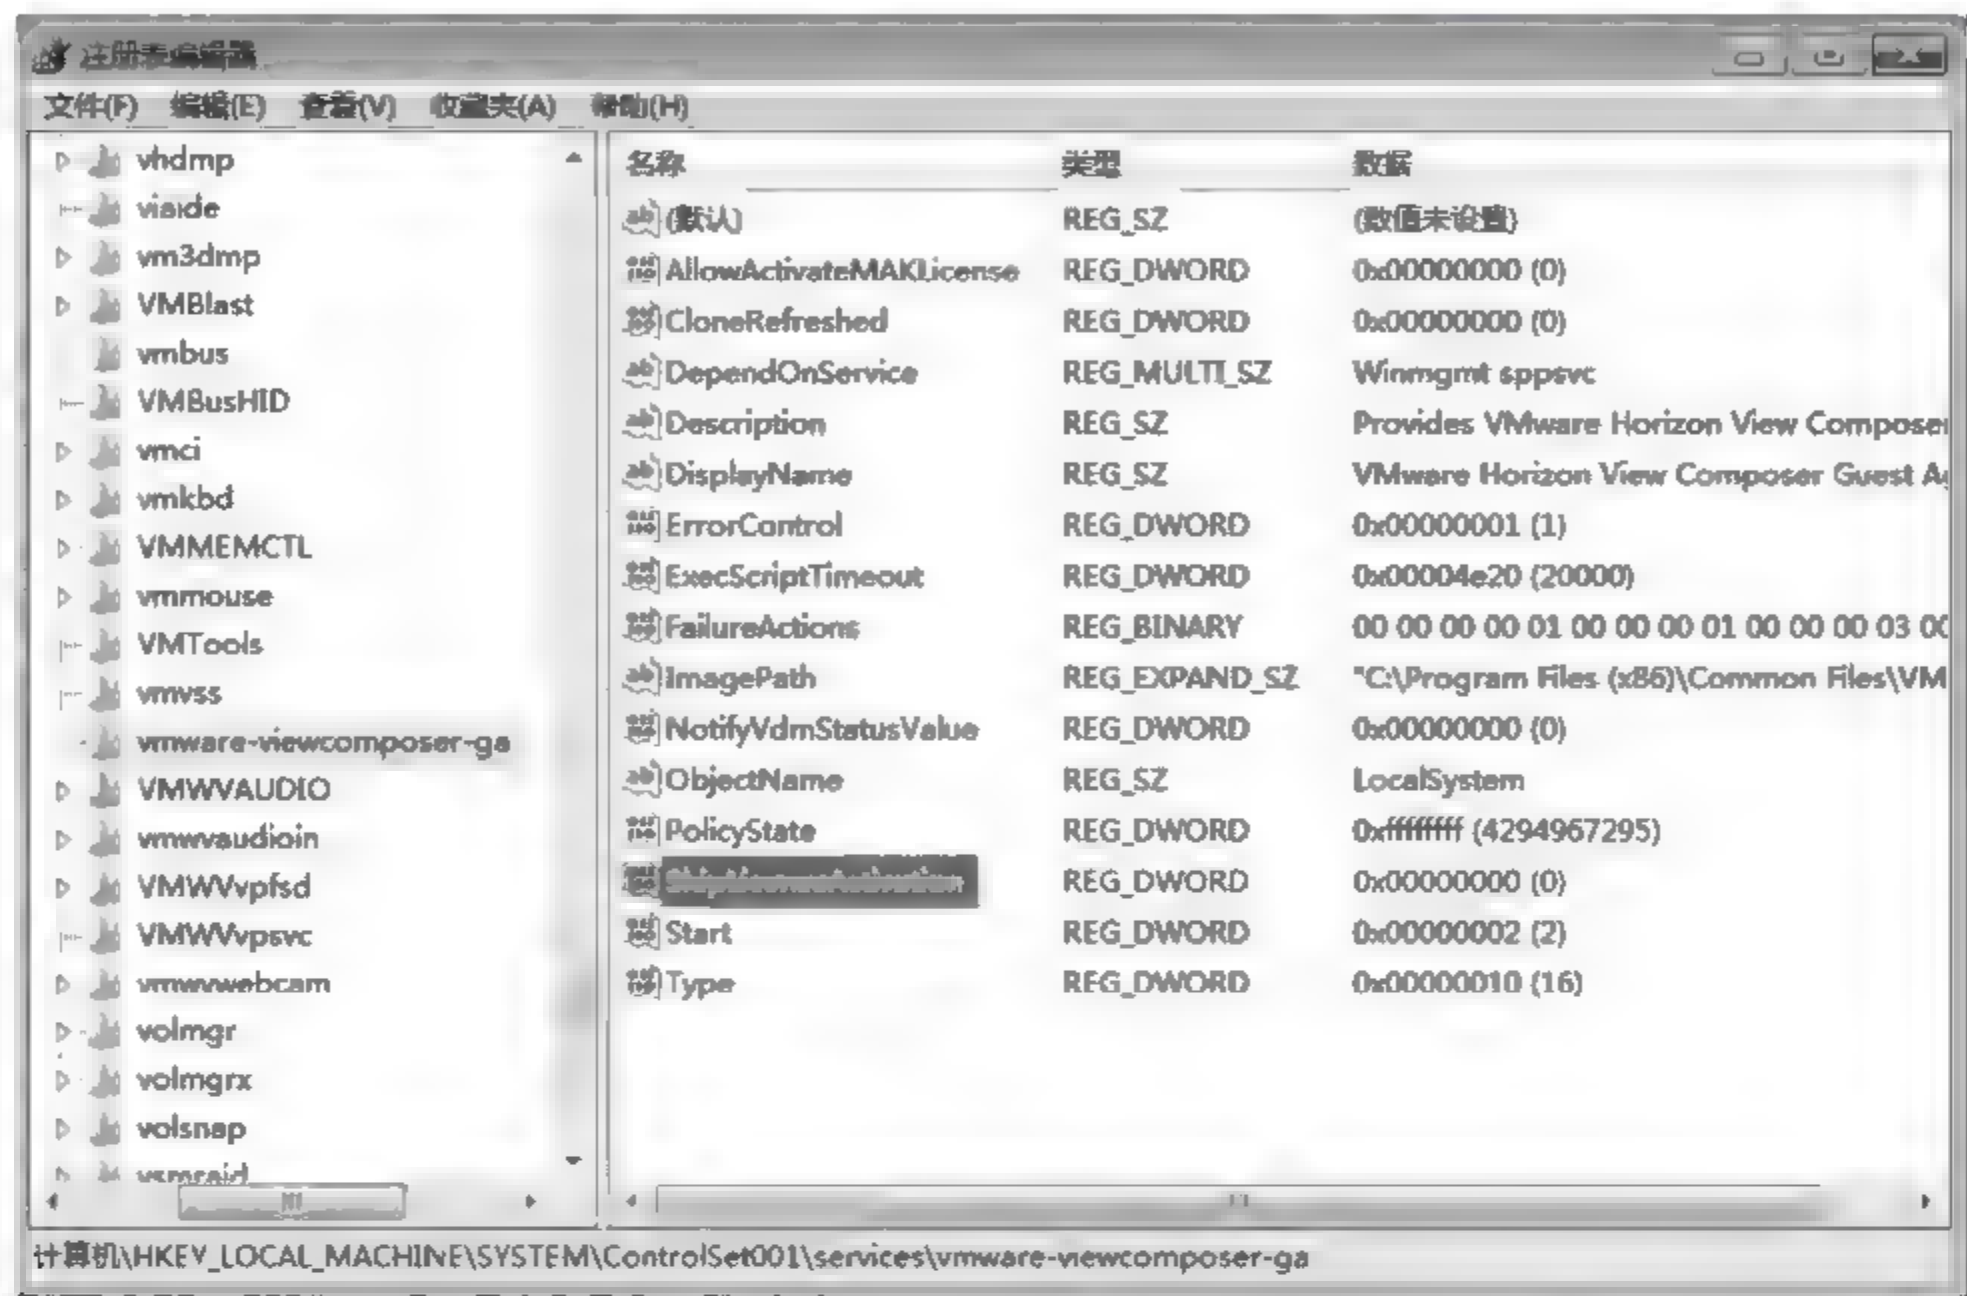 注册表编辑器
文件(F) 编辑(E) 查看(V) 收藏夹(A) 帮助(H)
vhdmp
viaide
vm3dmp
VMBlast
vmbus
VMBusHID
vmci
vmkbd
VMMEMCTL
vmmouse
VMTools
vmvss
vmware-viewcomposer-ga
VMWVAUDIO
vmwvaudioin
VMWVvpfsd
VMWVvpsvc
vmwvwebcam
volmgr
volmgrx
volsnap
vsmraid
名称 类型 数据
(默认) REG_SZ (数值未设置)
AllowActivateMAKLicense REG_DWORD 0x00000000 (0)
CloneRefreshed REG_DWORD 0x00000000 (0)
DependOnService REG_MULTI_SZ Winmgmt sppsvc
Description REG_SZ Provides VMware Horizon View Composer
DisplayName REG_SZ VMware Horizon View Composer Guest A
ErrorControl REG_DWORD 0x00000001 (1)
ExecScriptTimeout REG_DWORD 0x00004e20 (20000)
FailureActions REG_BINARY 00 00 00 00 01 00 00 00 01 00 00 00 03 00
ImagePath REG_EXPAND_SZ "C:\Program Files (x86)\Common Files\VM
NotifyVdmStatusValue REG_DWORD 0x00000000 (0)
ObjectName REG_SZ LocalSystem
PolicyState REG_DWORD 0xffffffff (4294967295)
REG_DWORD 0x00000000 (0)
Start REG_DWORD 0x00000002 (2)
Type REG_DWORD 0x00000010 (16)
计算机\HKEY_LOCAL_MACHINE\SYSTEM\ControlSet001\services\vmware-viewcomposer-ga